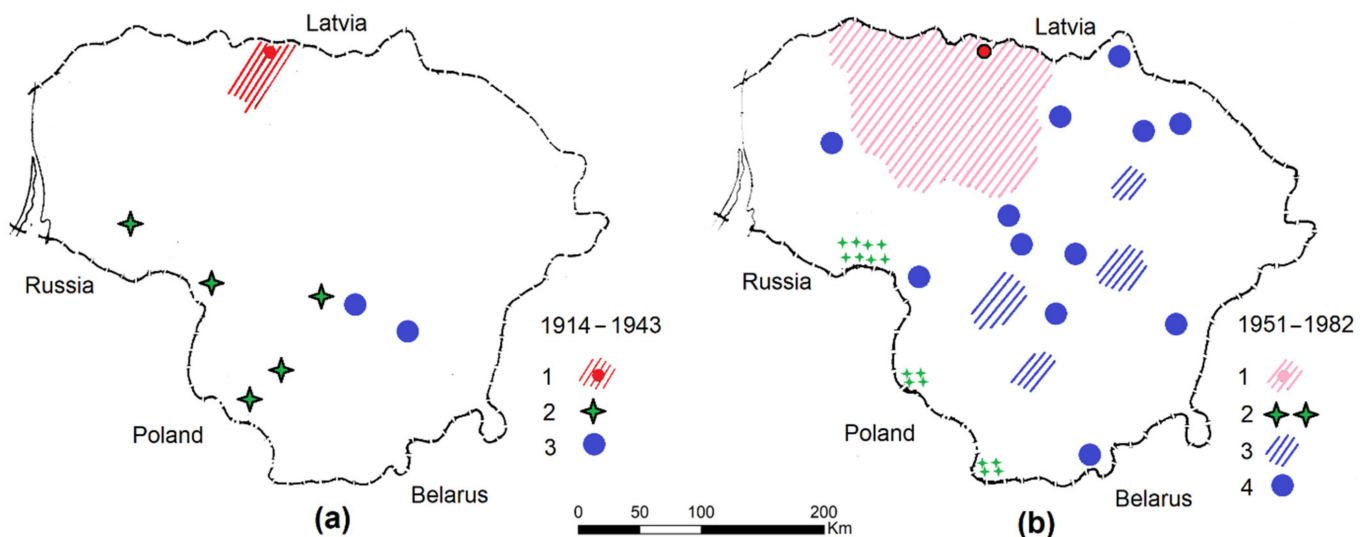 Latvia
Russia
Poland
Belarus
1914–1943
1
2
3
(a)
Latvia
Russia
Poland
Belarus
1951–1982
1
2
3
4
(b)
0 50 100 200
Km